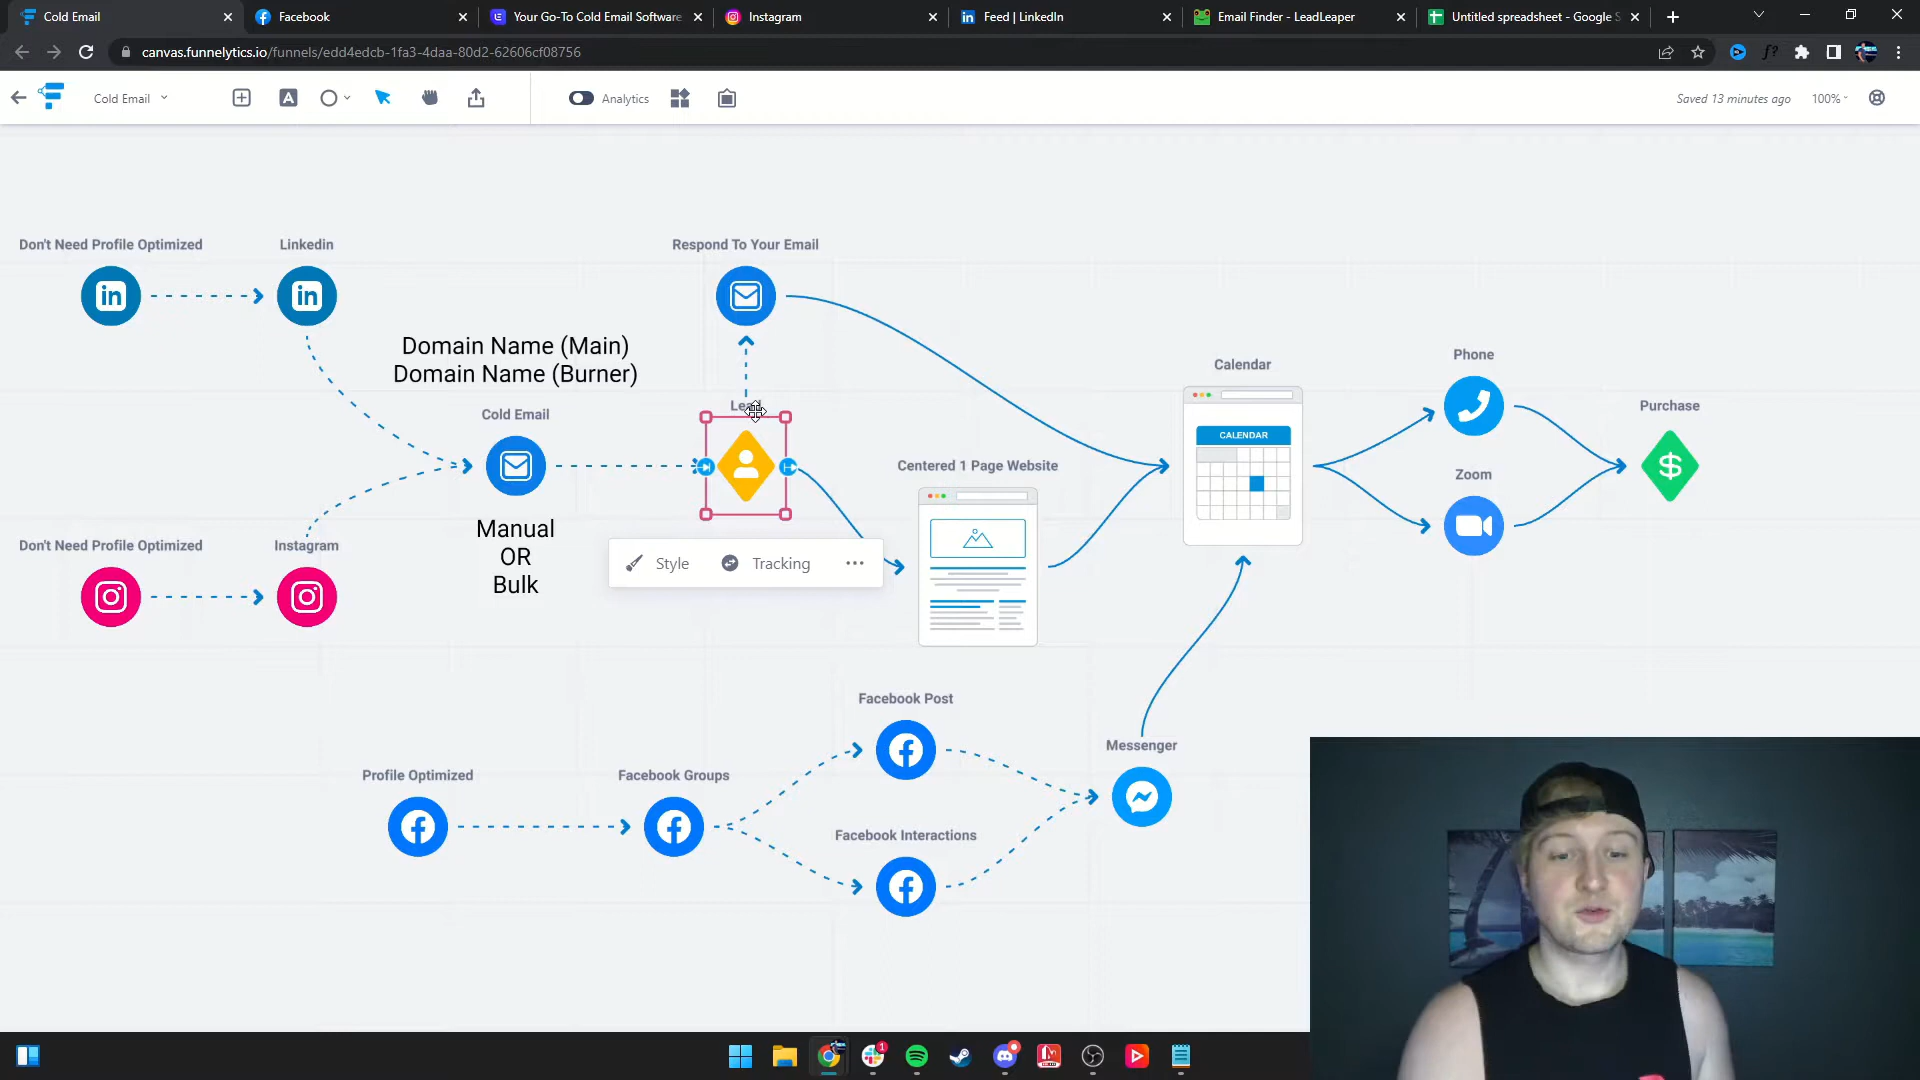 Cold Email
Facebook
Your Go-To Cold Email Software
Instagram
Feed | LinkedIn
Email Finder - LeadLeaper
Untitled spreadsheet - Google S
canvas.funnelytics.io/funnels/edd4edcb-1fa3-4daa-80d2-62606cf08756
Cold Email
Analytics
Saved 13 minutes ago
100%
Don't Need Profile Optimized
Linkedin
Respond To Your Email
Domain Name (Main)
Domain Name (Burner)
Calendar
Phone
Cold Email
CALENDAR
Purchase
Centered 1 Page Website
Zoom
Manual
OR
Bulk
Don't Need Profile Optimized
Instagram
Style
Tracking
Facebook Post
Messenger
Profile Optimized
Facebook Groups
Facebook Interactions